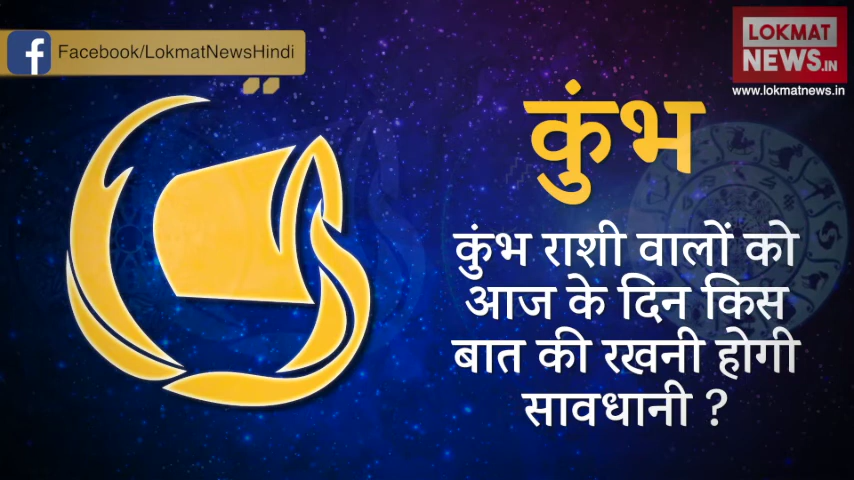 Facebook/LokmatNewsHindi
LOKMAT
NEWS.IN
www.lokmatnews.in
कुंभ
कुंभ राशी वालों को
आज के दिन किस
बात की रखनी होगी
सावधानी ?